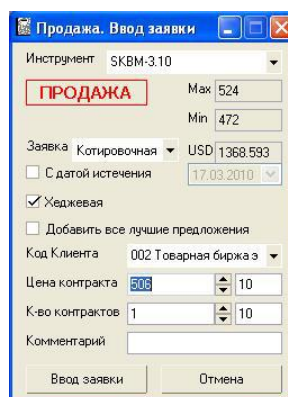 Продажа. Ввод заявки
Инструмент SKBM-3.10
ПРОДАЖА Max 524
Min 472
Заявка Котировочная USD 1368.593
С датой истечения 17.03.2010
Хеджевая
Добавить все лучшие предложения
Код Клиента 002 Товарная биржа э
Цена контракта 506 10
К-во контрактов 1 10
Комментарий
Ввод заявки Отмена